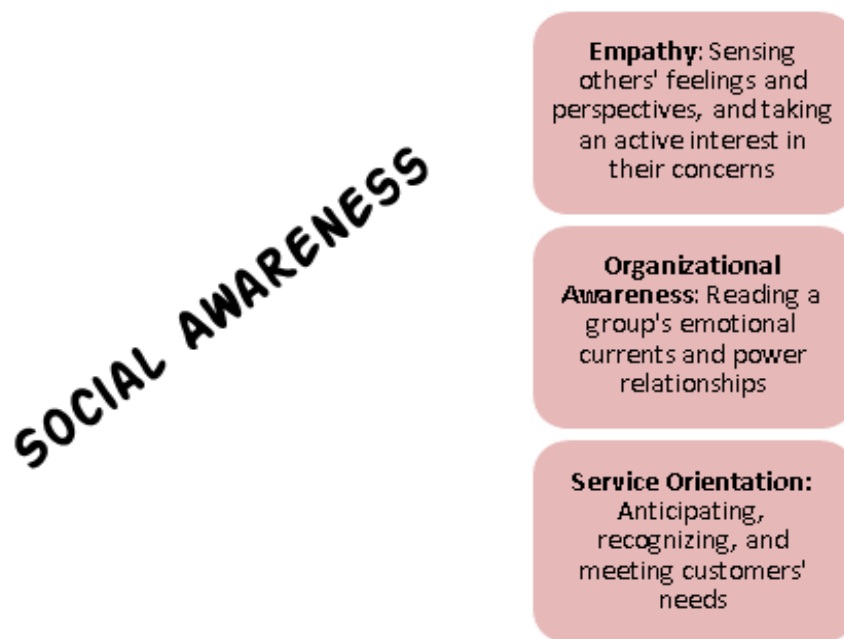 SOCIAL AWARENESS
Empathy: Sensing
others' feelings and
perspectives, and taking
an active interest in
their concerns
Organizational
Awareness: Reading a
group's emotional
currents and power
relationships
Service Orientation:
Anticipating,
recognizing, and
meeting customers'
needs